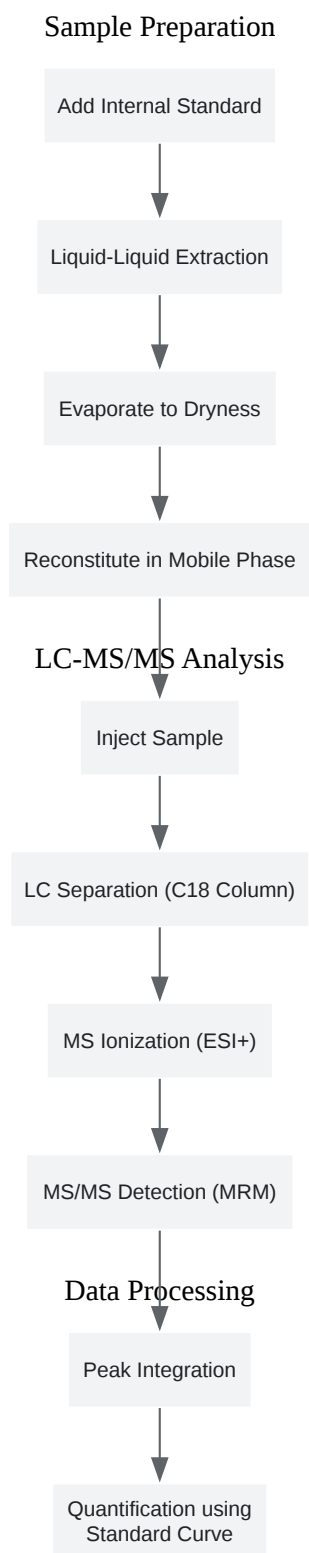 Sample Preparation
Add Internal Standard
Liquid-Liquid Extraction
Evaporate to Dryness
Reconstitute in Mobile Phase
LC-MS/MS Analysis
Inject Sample
LC Separation (C18 Column)
MS Ionization (ESI+)
MS/MS Detection (MRM)
Data Processing
Peak Integration
Quantification using
Standard Curve